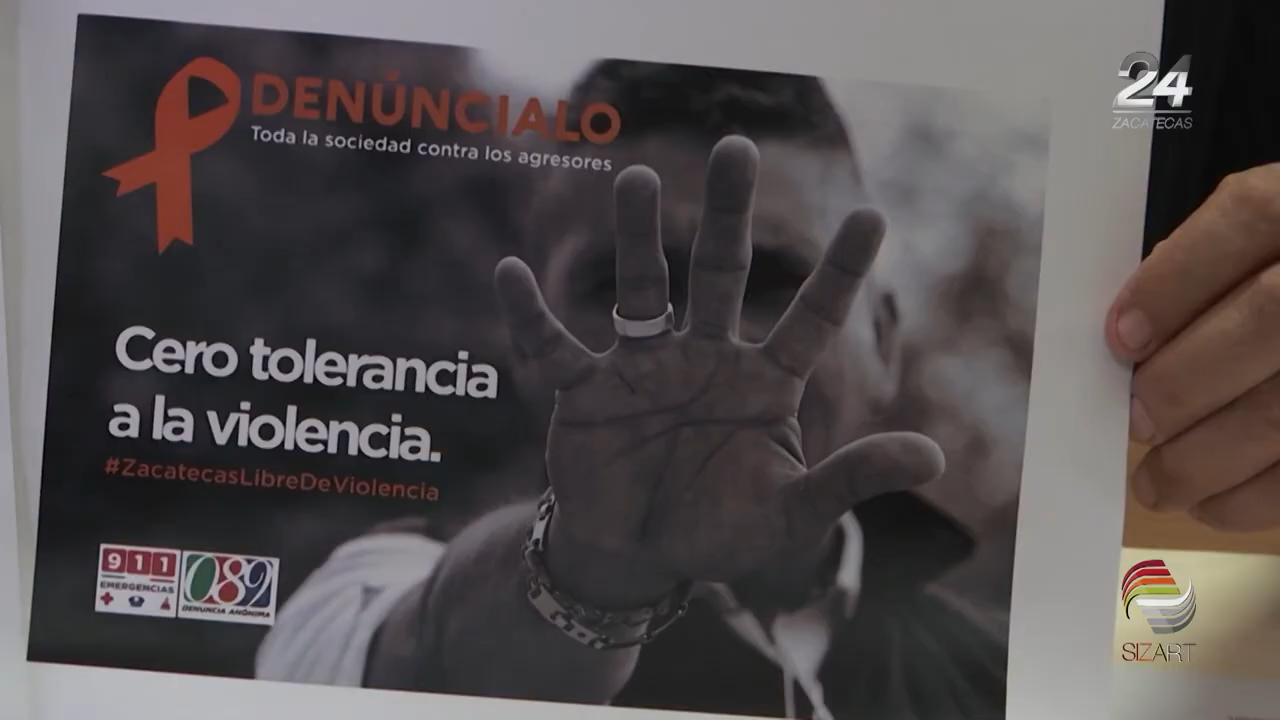 DENÚNCIALO
Toda la sociedad contra los agresores
Cero tolerancia
a la violencia.
#ZacatecasLibreDeViolencia
911
EMERGENCIAS
089
DENUNCIA ANÓNIMA
24
ZACATECAS
SIZART